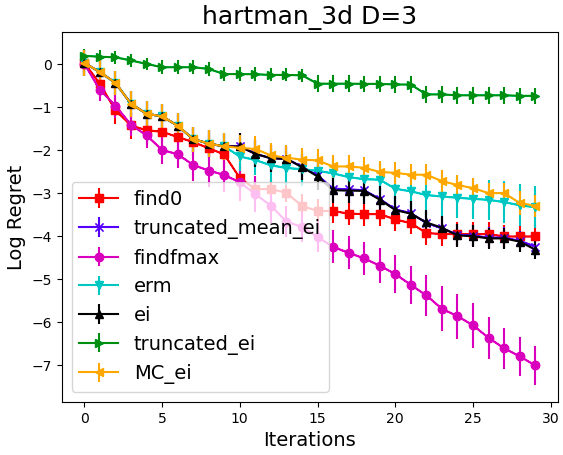 hartman_3d D=3
Log Regret
0
−1
−2
−3
−4
−5
−6
−7
find0
truncated_mean_ei
findfmax
erm
ei
truncated_ei
MC_ei
0 5 10 15 20 25 30
Iterations